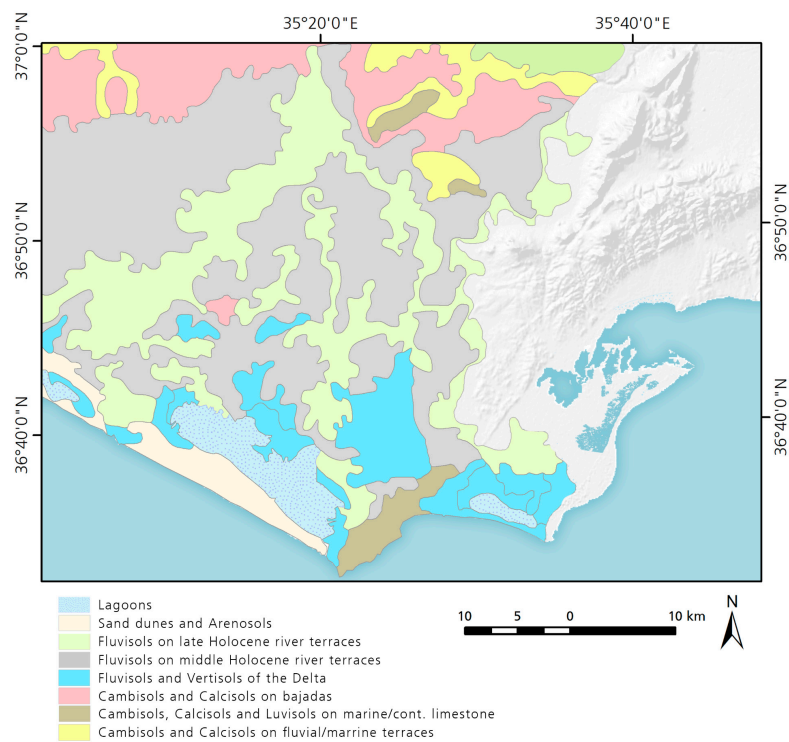 35°20'0"E 35°40'0"E
37°0'0"N
36°50'0"N
36°50'0"N
36°40'0"N
36°40'0"N
Lagoons
Sand dunes and Arenosols
Fluvisols on late Holocene river terraces
Fluvisols on middle Holocene river terraces
Fluvisols and Vertisols of the Delta
Cambisols and Calcisols on bajadas
Cambisols, Calcisols and Luvisols on marine/cont. limestone
Cambisols and Calcisols on fluvial/marrine terraces
10 5 0 10 km
N